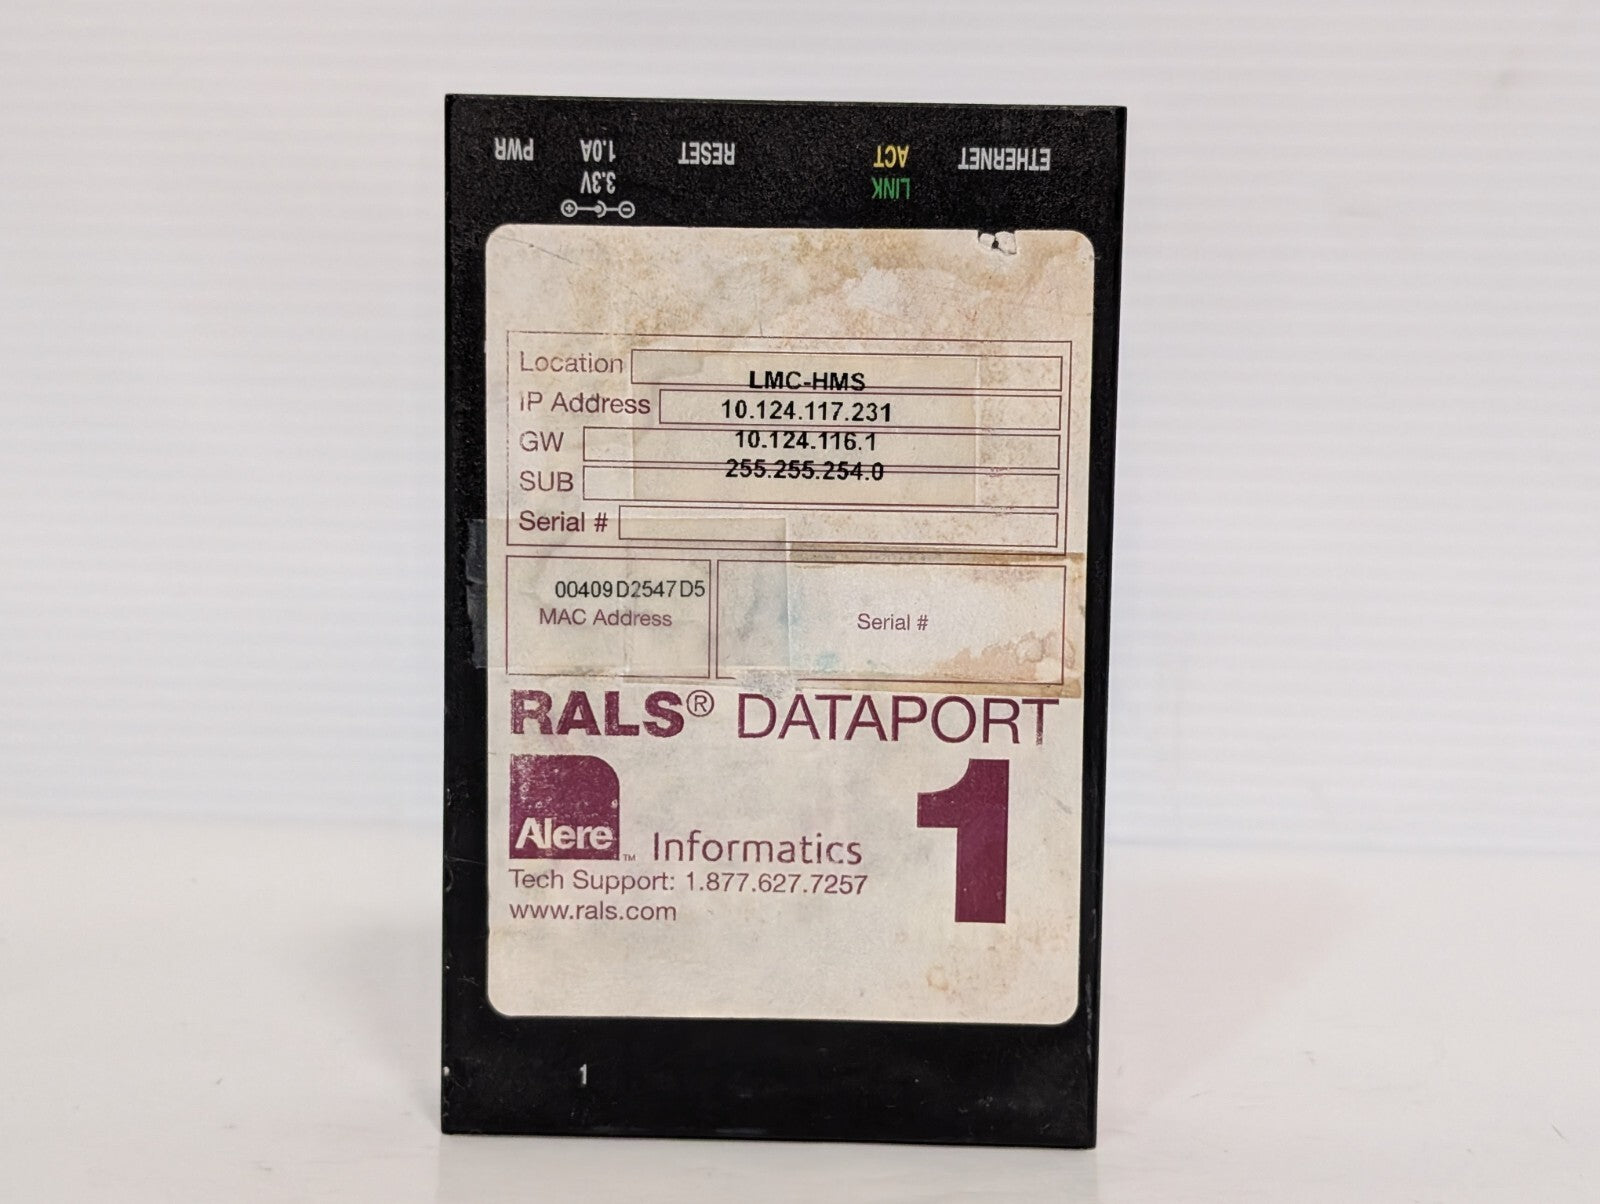 PWR 3.3V 1.0A RESET LINK ACT ETHERNET
Location LMC-HMS
IP Address 10.124.117.231
GW 10.124.116.1
SUB 255.255.254.0
Serial #
00409D2547D5
MAC Address
Serial #
RALS® DATAPORT
1
Alere™ Informatics
Tech Support: 1.877.627.7257
www.rals.com
1